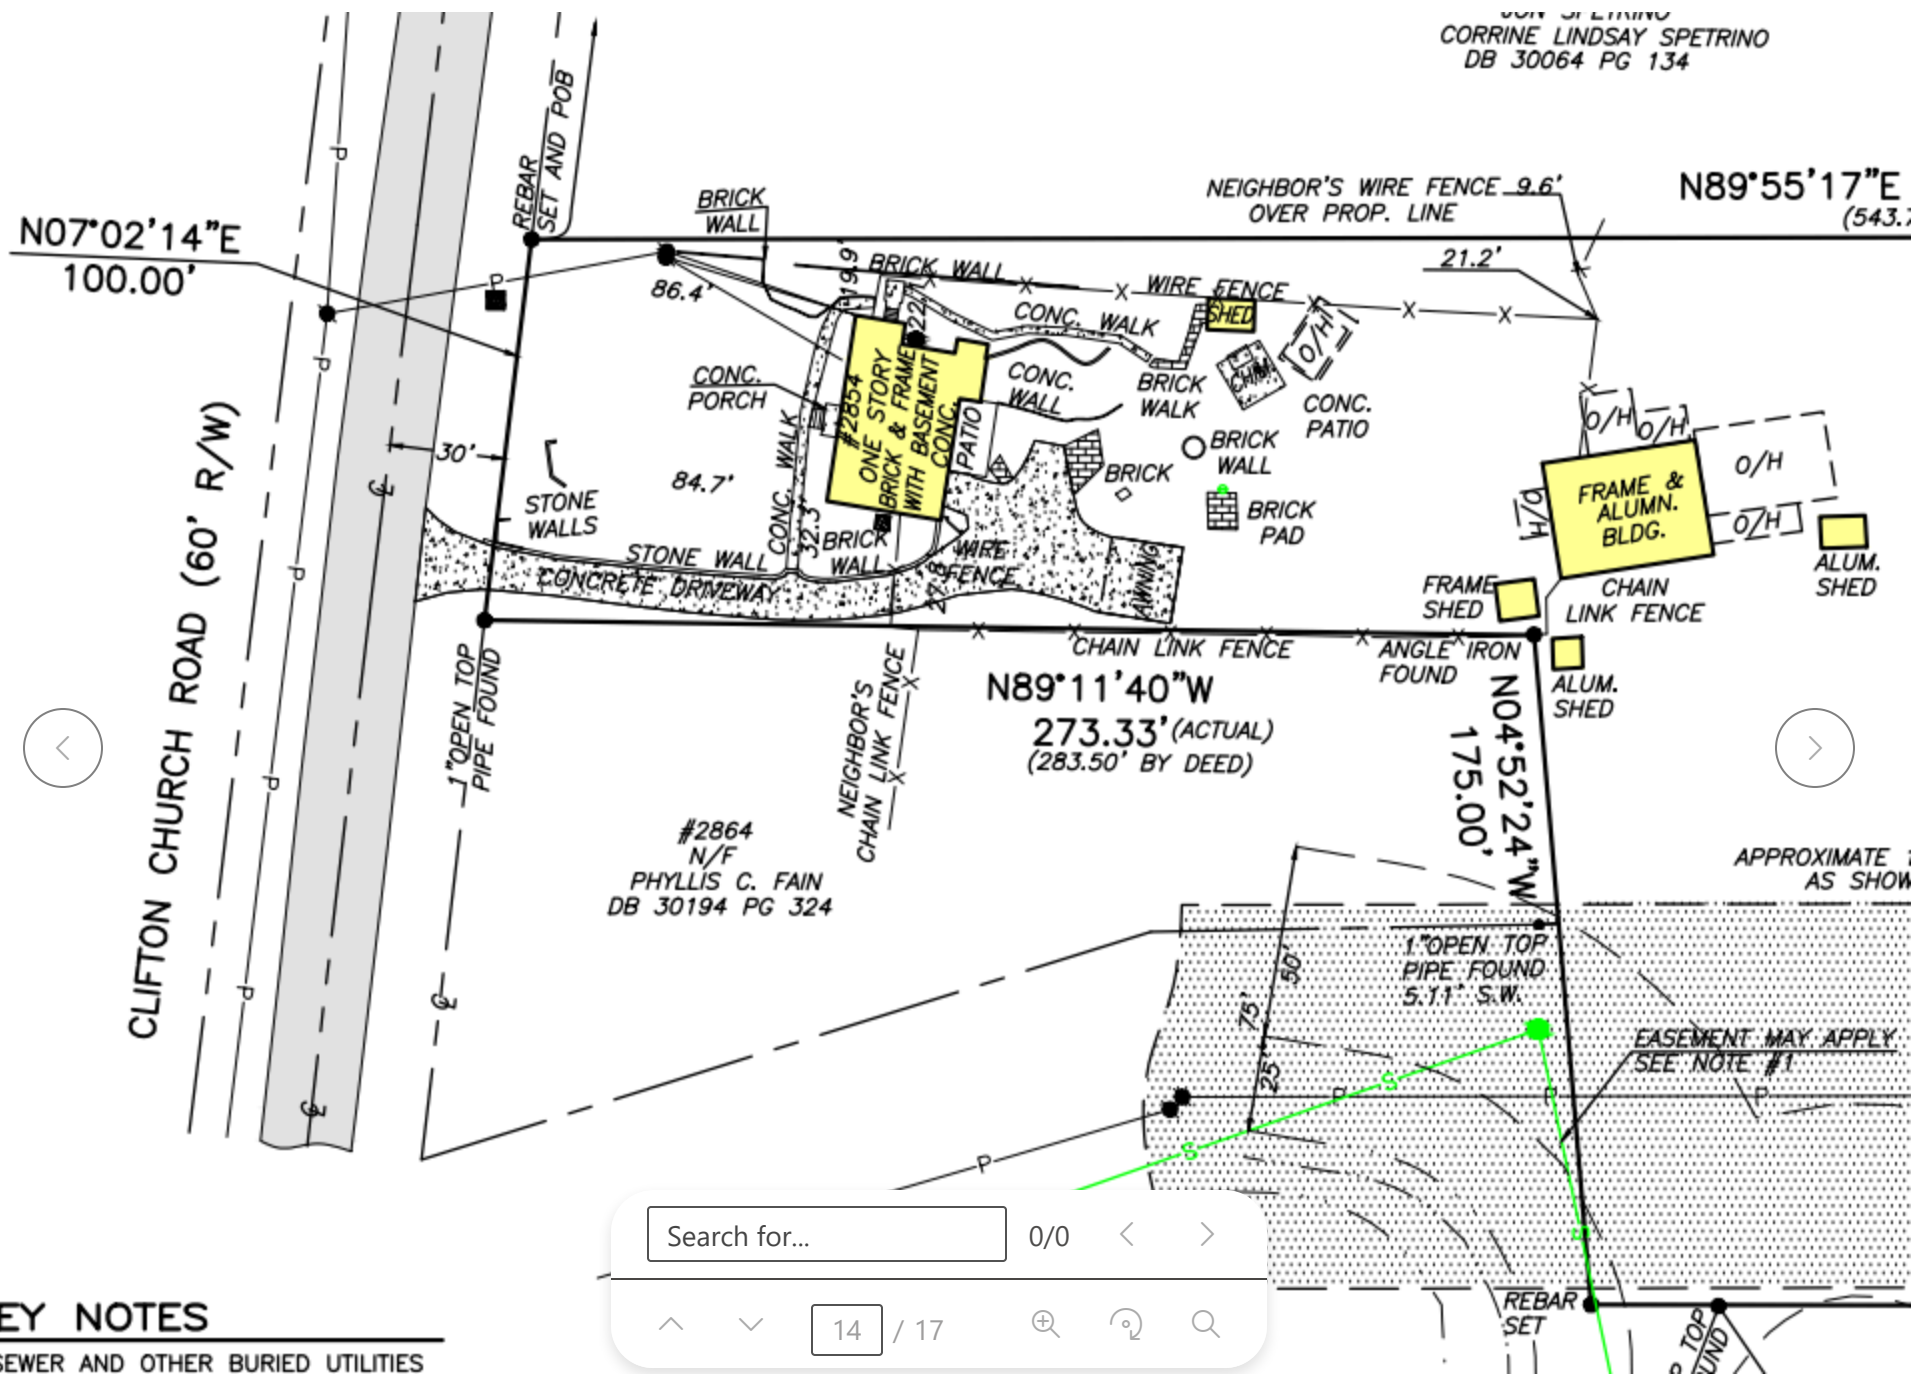 CORRINE LINDSAY SPETRINO
DB 30064 PG 134
N89°55'17"E
NEIGHBOR'S WIRE FENCE 9.6'
OVER PROP. LINE
21.2'
REBAR
SET AND POB
BRICK
WALL
N07°02'14"E
100.00'
P
P
P
P
P
P
P
86.4'
19.9'
BRICK WALL
WIRE FENCE
X
X
X
X
X
X
X
SHED
O/H
CONC. WALK
CONC.
PORCH
#2854
ONE STORY
BRICK & FRAME
WITH BASEMENT
CONC.
PATIO
CONC.
WALL
BRICK
WALK
CONC.
PATIO
BRICK
WALL
BRICK
BRICK
PAD
CONC. WALK
30'
84.7'
32.5'
STONE
WALLS
STONE WALL
BRICK
WALL
WIRE
FENCE
CONCRETE DRIVEWAY
AWNING
O/H
O/H
O/H
O/H
O/H
FRAME &
ALUMN.
BLDG.
ALUM.
SHED
FRAME
SHED
CHAIN
LINK FENCE
ALUM.
SHED
X
X
X
X
X
X
CHAIN LINK FENCE
ANGLE IRON
FOUND
N89°11'40"W
273.33' (ACTUAL)
(283.50' BY DEED)
1"OPEN TOP
PIPE FOUND
NEIGHBOR'S
CHAIN LINK FENCE
X
X
N04°52'24"W
175.00'
CLIFTON CHURCH ROAD (60' R/W)
#2864
N/F
PHYLLIS C. FAIN
DB 30194 PG 324
1"OPEN TOP
PIPE FOUND
5.11' S.W.
50'
75'
25'
EASEMENT MAY APPLY
SEE NOTE #1
P
P
P
P
S
S
S
REBAR
SET
EY NOTES
SEWER AND OTHER BURIED UTILITIES
Search for...
0/0
14 / 17